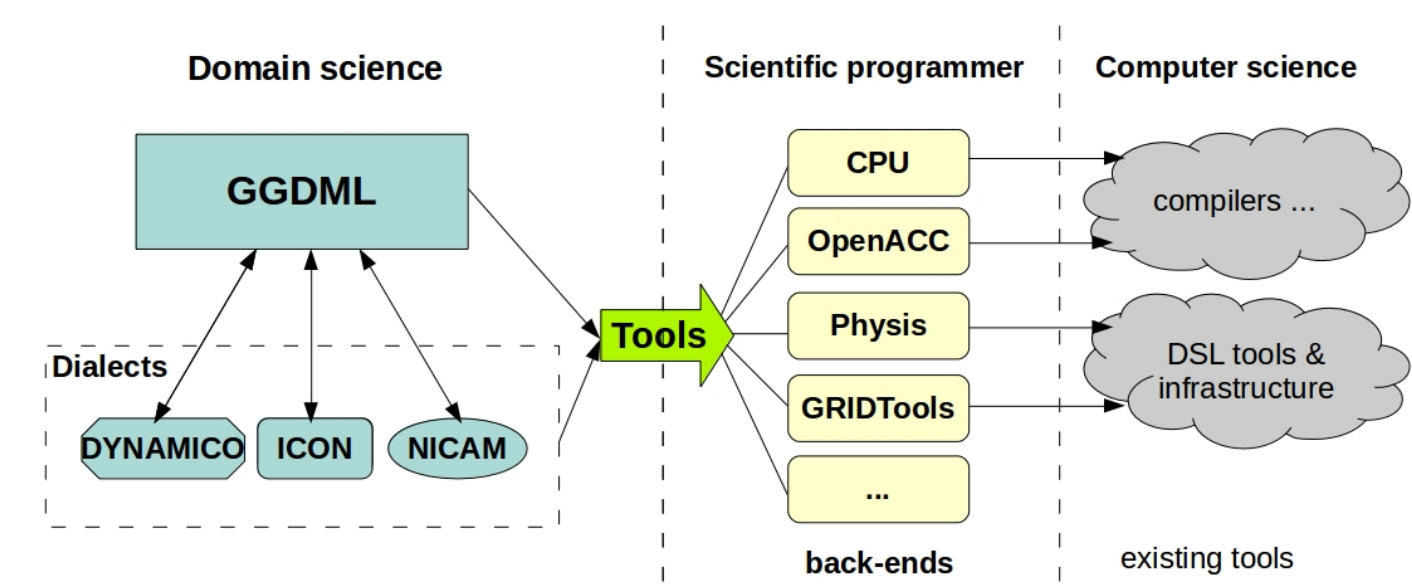 Domain science
Scientific programmer
Computer science
GGDML
Dialects
DYNAMICO
ICON
NICAM
Tools
CPU
OpenACC
Physis
GRIDTools
...
back-ends
compilers ...
DSL tools &
infrastructure
existing tools